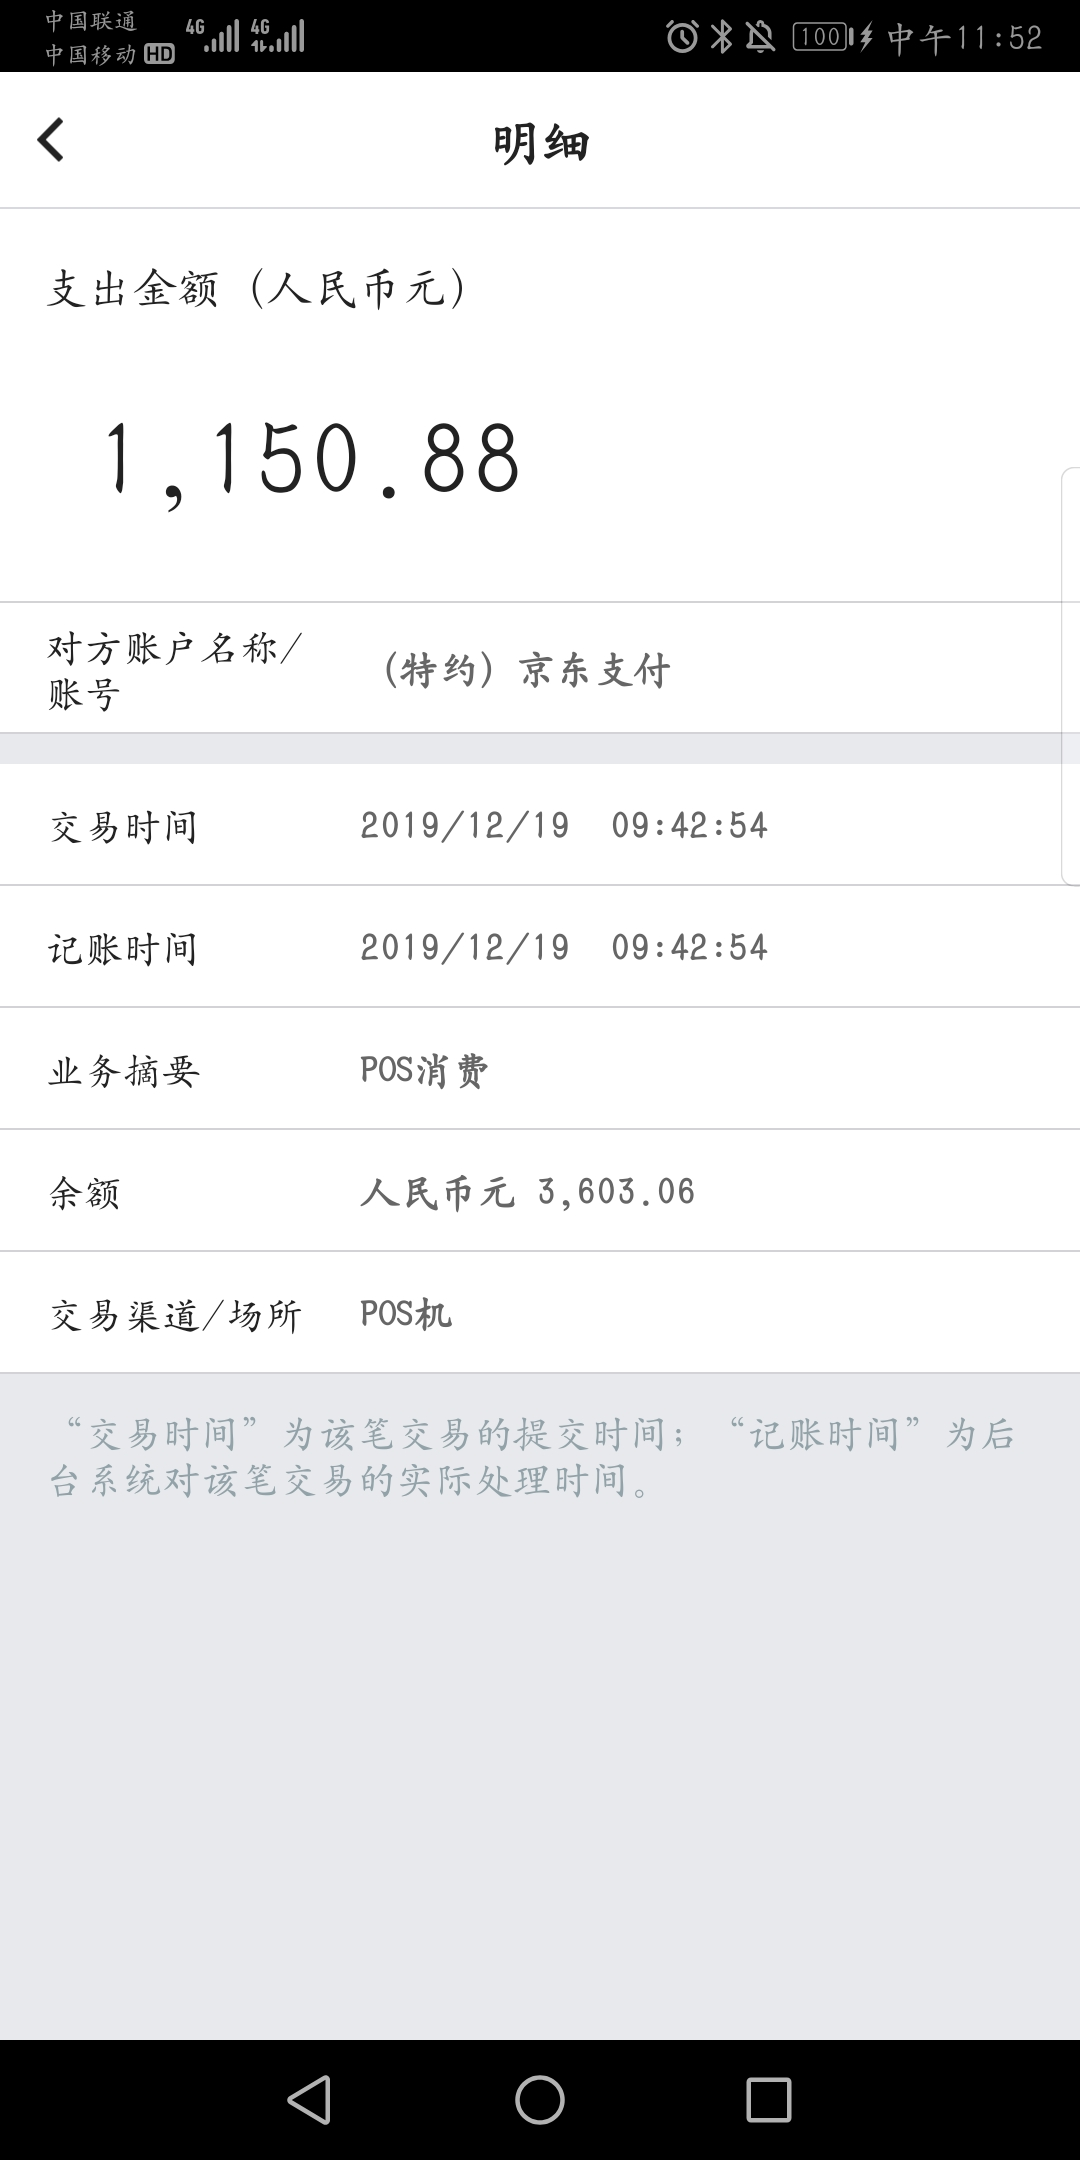 中国联通
中国移动 HD 4G 4G 100 中午11:52
明细
支出金额（人民币元）
1,150.88
对方账户名称/
账号
（特约）京东支付
交易时间 2019/12/19 09:42:54
记账时间 2019/12/19 09:42:54
业务摘要 POS消费
余额 人民币元 3,603.06
交易渠道/场所 POS机
“交易时间”为该笔交易的提交时间；“记账时间”为后
台系统对该笔交易的实际处理时间。